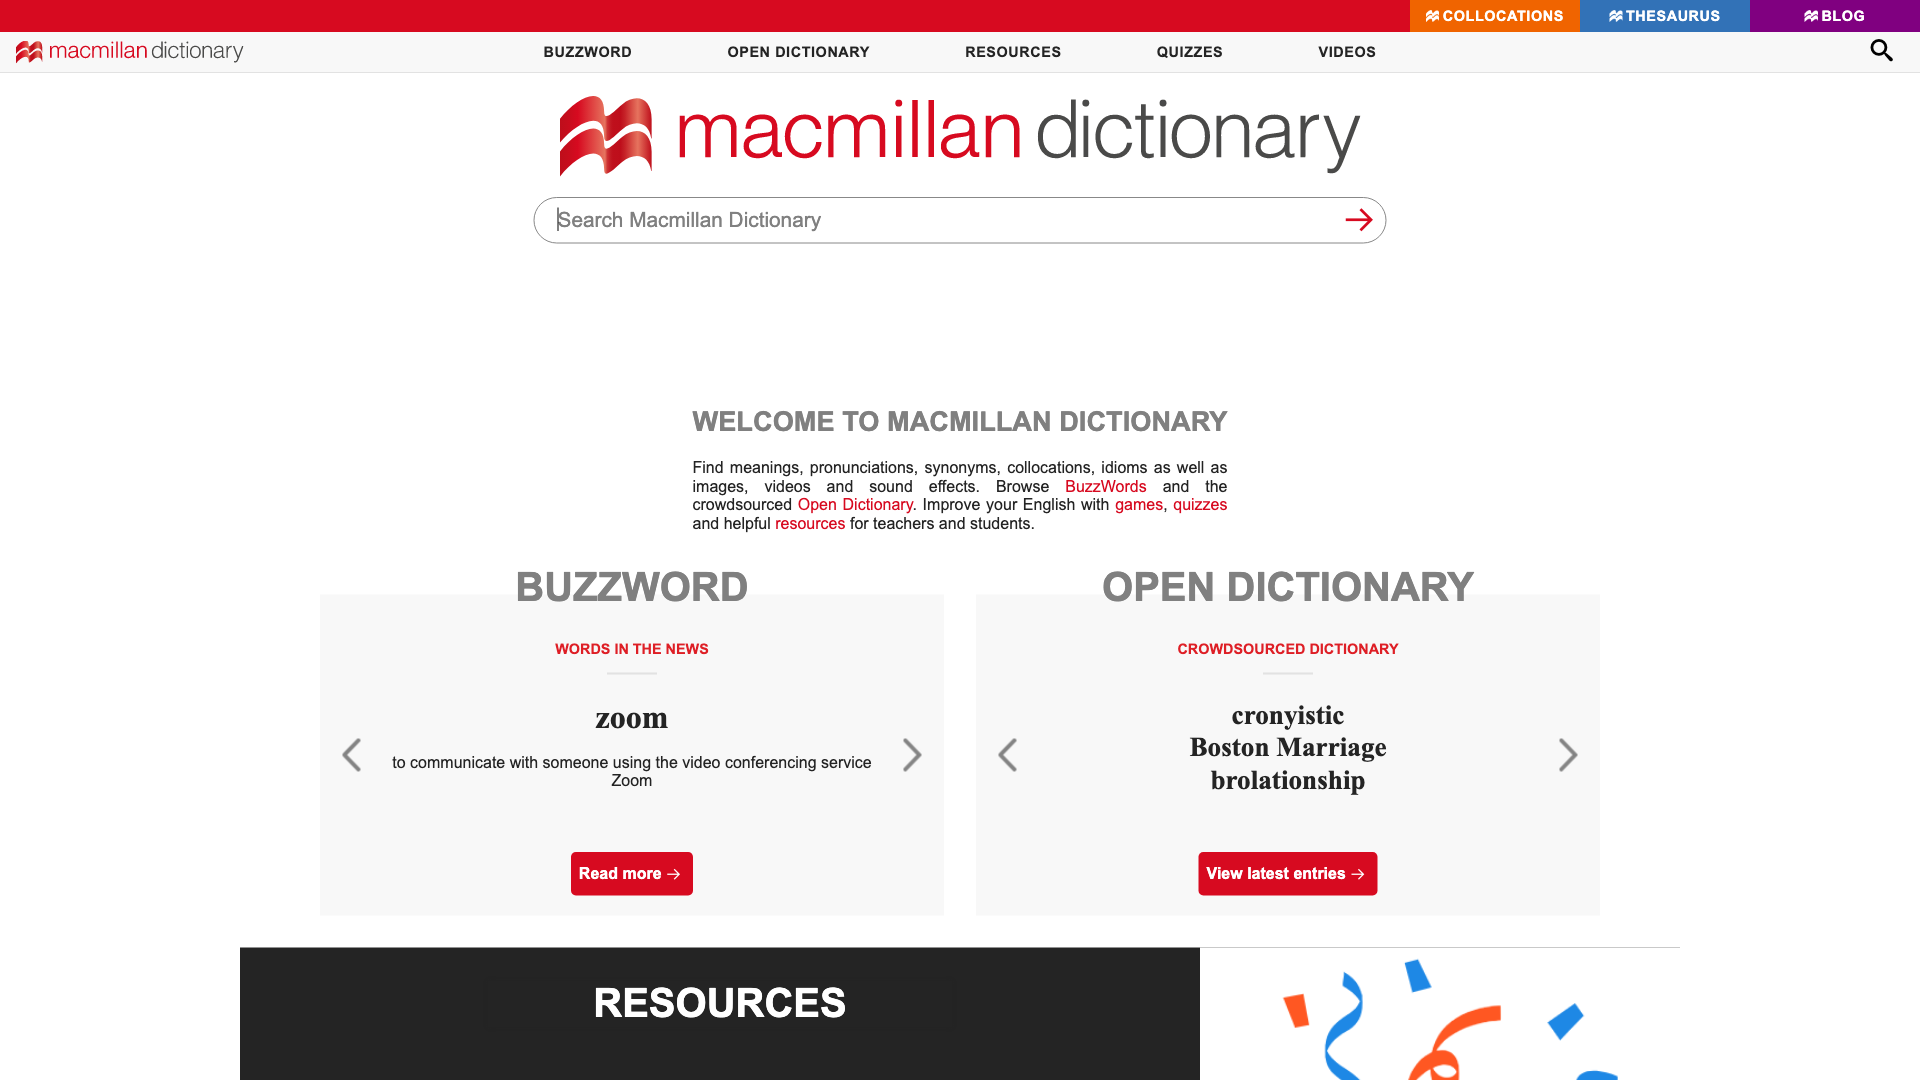 COLLOCATIONS THESAURUS BLOG
macmillan dictionary BUZZWORD OPEN DICTIONARY RESOURCES QUIZZES VIDEOS
macmillan dictionary
Search Macmillan Dictionary
WELCOME TO MACMILLAN DICTIONARY
Find meanings, pronunciations, synonyms, collocations, idioms as well as
images, videos and sound effects. Browse BuzzWords and the
crowdsourced Open Dictionary. Improve your English with games, quizzes
and helpful resources for teachers and students.
BUZZWORD
WORDS IN THE NEWS
zoom
to communicate with someone using the video conferencing service
Zoom
Read more →
OPEN DICTIONARY
CROWDSOURCED DICTIONARY
cronyistic
Boston Marriage
brolationship
View latest entries →
RESOURCES